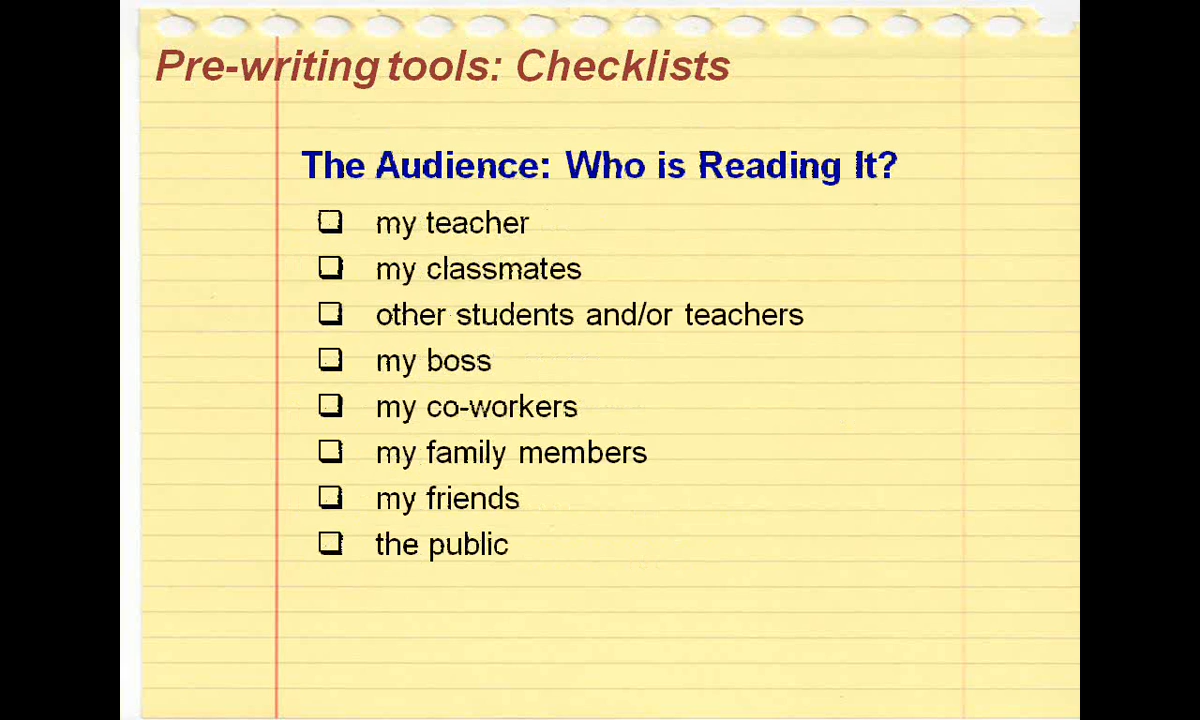 Pre-writing tools: Checklists
The Audience: Who is Reading It?
my teacher
my classmates
other students and/or teachers
my boss
my co-workers
my family members
my friends
the public